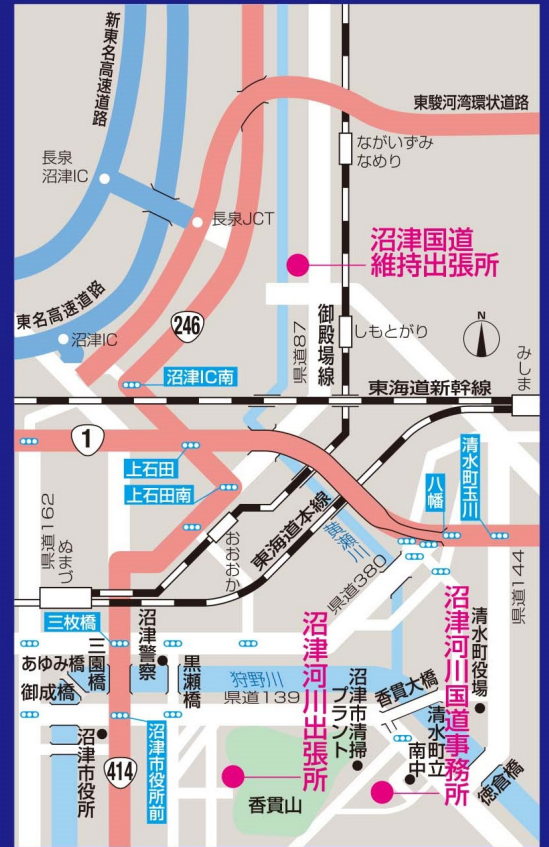 新東名高速道路
東駿河湾環状道路
長泉
沼津IC
ながいずみ
なめり
長泉JCT
沼津国道
維持出張所
東名高速道路
246
県道87
御殿場線
しもとがり
N
沼津IC
みしま
沼津IC南
東海道新幹線
1
上石田
清水町玉川
八幡
上石田南
県道162
東海道本線
黄瀬川
おおおか
ぬまづ
県道380
県道144
三枚橋
沼津警察
沼津河川出張所
沼津河川国道事務所
清水町役場
あゆみ橋
三園橋
黒瀬橋
狩野川
御成橋
県道139
沼津市清掃
プラント
香貫大橋
清水町立
南中
沼津市役所
沼津市役所前
414
香貫山
徳倉橋